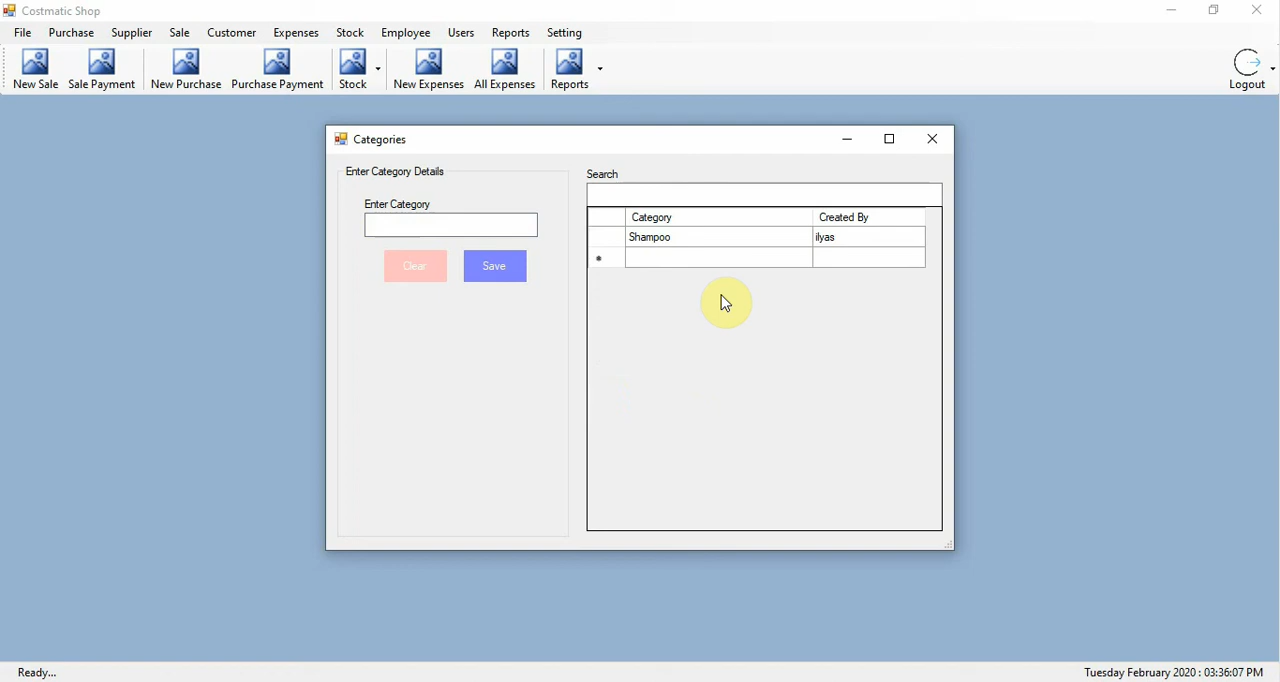 Costmatic Shop
File Purchase Supplier Sale Customer Expenses Stock Employee Users Reports Setting
New Sale Sale Payment New Purchase Purchase Payment Stock New Expenses All Expenses Reports Logout
Categories
Enter Category Details
Enter Category
Clear Save
Search
Category Created By
Shampoo ilyas
Ready... Tuesday February 2020 : 03:36:07 PM